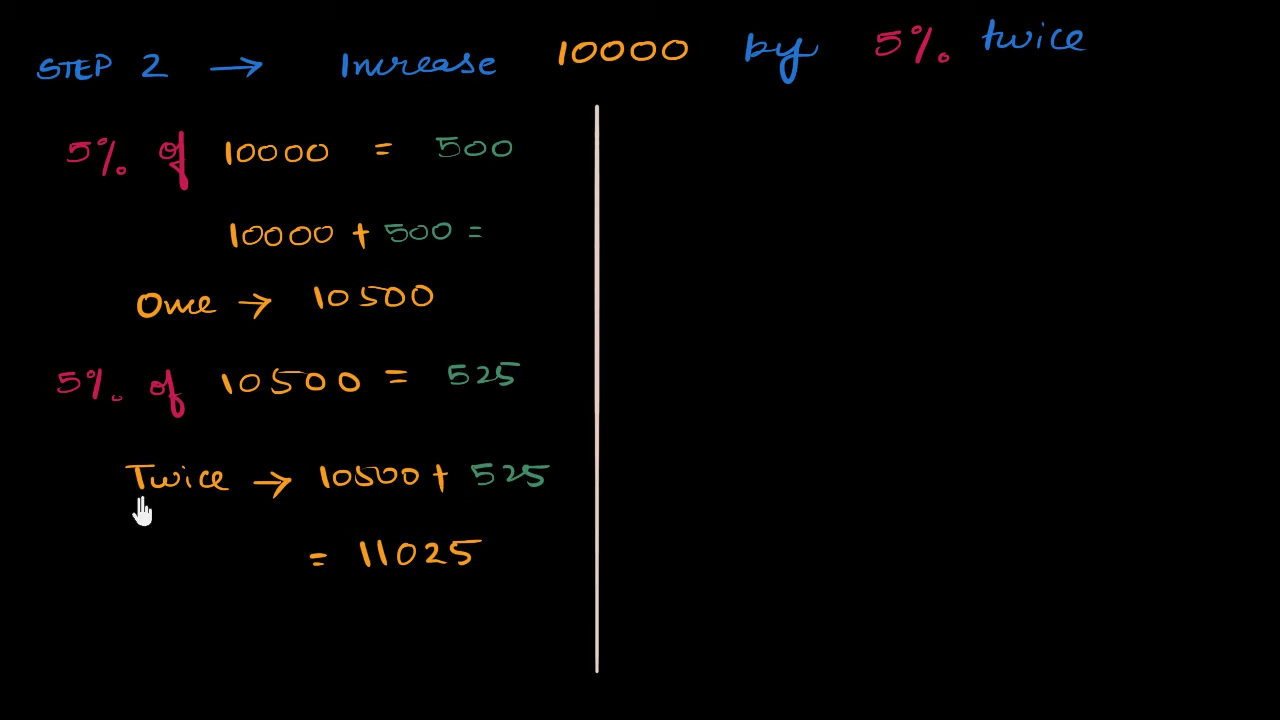 STEP 2 → Increase 10000 by 5% twice
5% of 10000 = 500
10000 + 500 =
Once → 10500
5% of 10500 = 525
Twice → 10500 + 525
= 11025